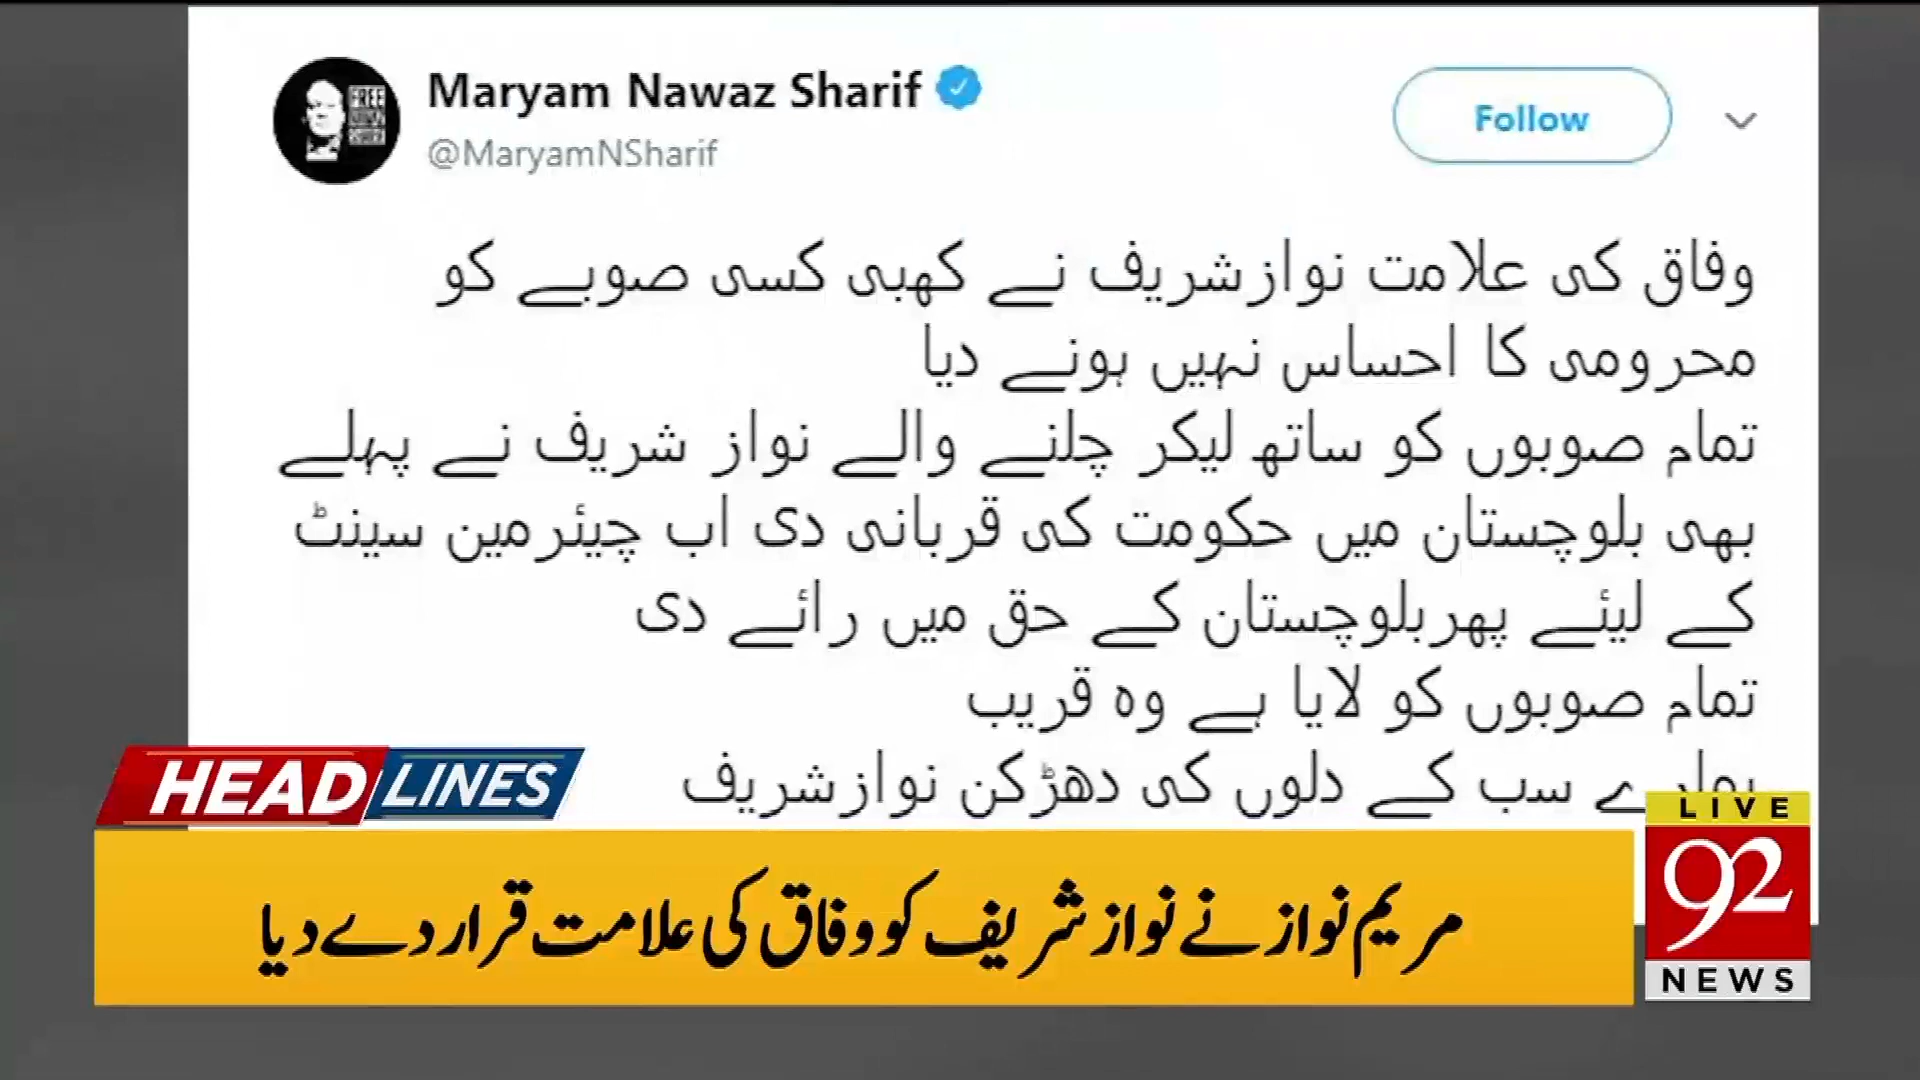 Maryam Nawaz Sharif
@MaryamNSharif
Follow
FREE
وفاق کی علامت نوازشریف نے کھبی کسی صوبے کو
محرومی کا احساس نہیں ہونے دیا
تمام صوبوں کو ساتھ لیکر چلنے والے نواز شریف نے پہلے
بھی بلوچستان میں حکومت کی قربانی دی اب چیئرمین سینٹ
کے لیئے پھربلوچستان کے حق میں رائے دی
تمام صوبوں کو لایا ہے وہ قریب
ہمارے سب کے دلوں کی دھڑکن نوازشریف
HEADLINES
مریم نواز نے نواز شریف کو وفاق کی علامت قرار دے دیا
LIVE
92
NEWS